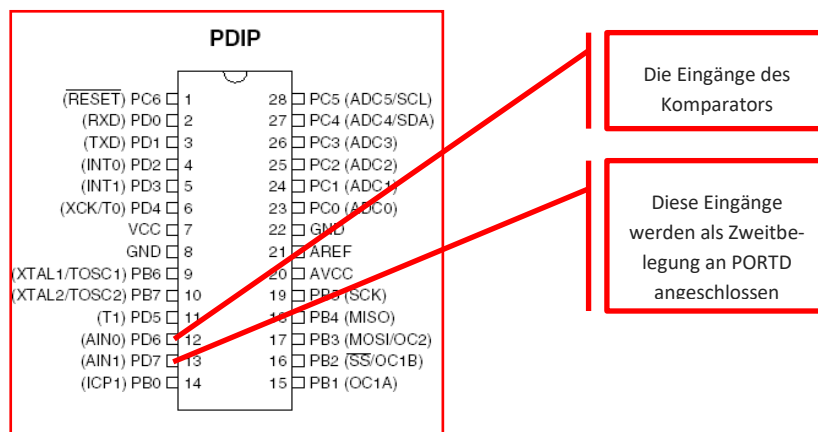 PDIP
(RESET) PC6 1 28 PC5 (ADC5/SCL)
(RXD) PD0 2 27 PC4 (ADC4/SDA)
(TXD) PD1 3 26 PC3 (ADC3)
(INT0) PD2 4 25 PC2 (ADC2)
(INT1) PD3 5 24 PC1 (ADC1)
(XCK/T0) PD4 6 23 PC0 (ADC0)
VCC 7 22 GND
GND 8 21 AREF
(XTAL1/TOSC1) PB6 9 20 AVCC
(XTAL2/TOSC2) PB7 10 19 PB5 (SCK)
(T1) PD5 11 18 PB4 (MISO)
(AIN0) PD6 12 17 PB3 (MOSI/OC2)
(AIN1) PD7 13 16 PB2 (SS/OC1B)
(ICP1) PB0 14 15 PB1 (OC1A)
Die Eingänge des
Komparators
Diese Eingänge
werden als Zweitbe-
legung an PORTD
angeschlossen